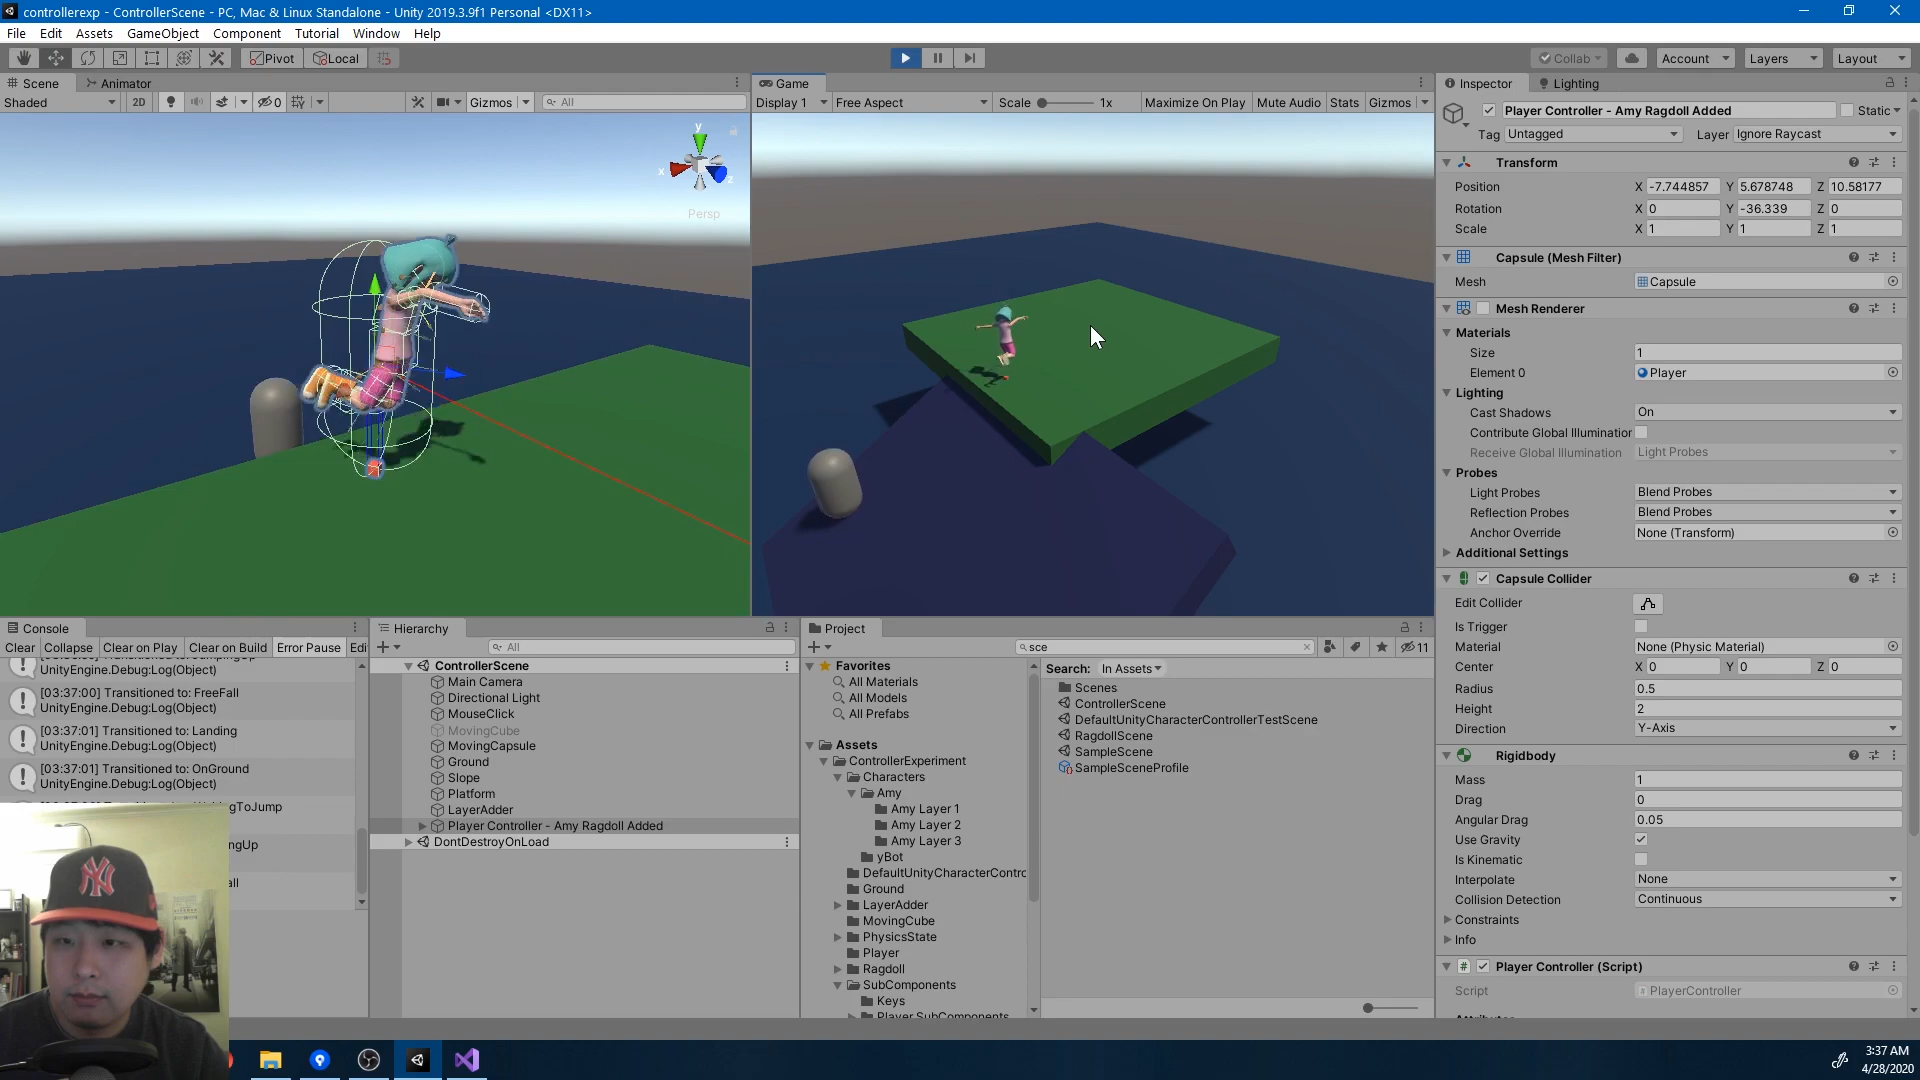 controllerexp - ControllerScene - PC, Mac & Linux Standalone - Unity 2019.3.9f1 Personal <DX11>
File Edit Assets GameObject Component Tutorial Window Help
Pivot Local Collab Account Layers Layout
Scene Animator
Shaded 2D 0 Gizmos All
y
x
z
Persp
Game
Display 1 Free Aspect Scale 1x Maximize On Play Mute Audio Stats Gizmos
Inspector Lighting
Player Controller - Amy Ragdoll Added Static
Tag Untagged Layer Ignore Raycast
Transform
Position X -7.744857 Y 5.678748 Z 10.58177
Rotation X 0 Y -36.339 Z 0
Scale X 1 Y 1 Z 1
Capsule (Mesh Filter)
Mesh Capsule
Mesh Renderer
Materials
Size 1
Element 0 Player
Lighting
Cast Shadows On
Contribute Global Illumination
Receive Global Illumination Light Probes
Probes
Light Probes Blend Probes
Reflection Probes Blend Probes
Anchor Override None (Transform)
Additional Settings
Capsule Collider
Edit Collider
Is Trigger
Material None (Physic Material)
Center X 0 Y 0 Z 0
Radius 0.5
Height 2
Direction Y-Axis
Rigidbody
Mass 1
Drag 0
Angular Drag 0.05
Use Gravity
Is Kinematic
Interpolate None
Collision Detection Continuous
Constraints
Info
Player Controller (Script)
Script PlayerController
Console
Clear Collapse Clear on Play Clear on Build Error Pause Edi
UnityEngine.Debug:Log(Object)
[03:37:00] Transitioned to: FreeFall
UnityEngine.Debug:Log(Object)
[03:37:01] Transitioned to: Landing
UnityEngine.Debug:Log(Object)
[03:37:01] Transitioned to: OnGround
UnityEngine.Debug:Log(Object)
gToJump
ngUp
all
Hierarchy
All
ControllerScene
Main Camera
Directional Light
MouseClick
MovingCube
MovingCapsule
Ground
Slope
Platform
LayerAdder
Player Controller - Amy Ragdoll Added
DontDestroyOnLoad
Project
sce 11
Favorites
All Materials
All Models
All Prefabs
Assets
ControllerExperiment
Characters
Amy
Amy Layer 1
Amy Layer 2
Amy Layer 3
yBot
DefaultUnityCharacterContro
Ground
LayerAdder
MovingCube
PhysicsState
Player
Ragdoll
SubComponents
Keys
Player SubComponents
Search: In Assets
Scenes
ControllerScene
DefaultUnityCharacterControllerTestScene
RagdollScene
SampleScene
SampleSceneProfile
NY
3:37 AM
4/28/2020